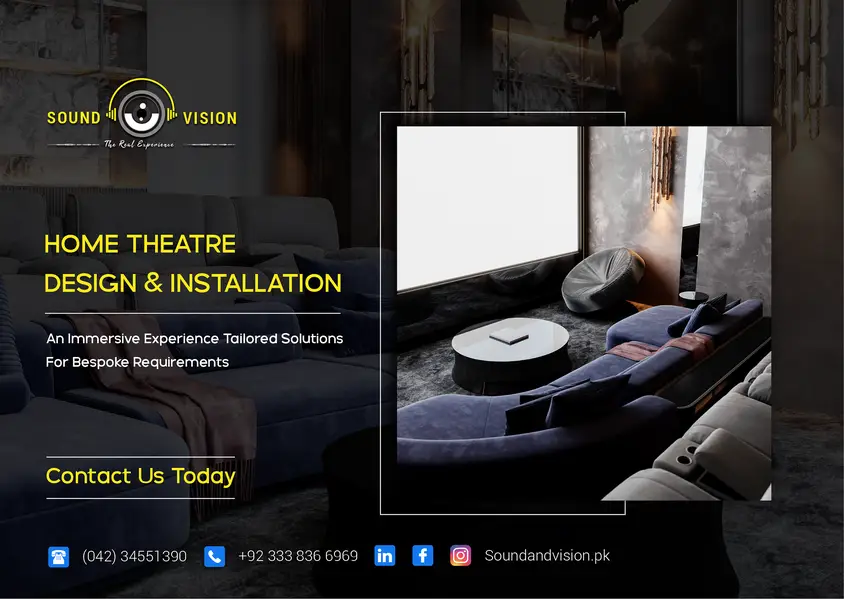 SOUND VISION
The Real Experience
HOME THEATRE
DESIGN & INSTALLATION
An Immersive Experience Tailored Solutions
For Bespoke Requirements
Contact Us Today
(042) 34551390 +92 333 836 6969 Soundandvision.pk